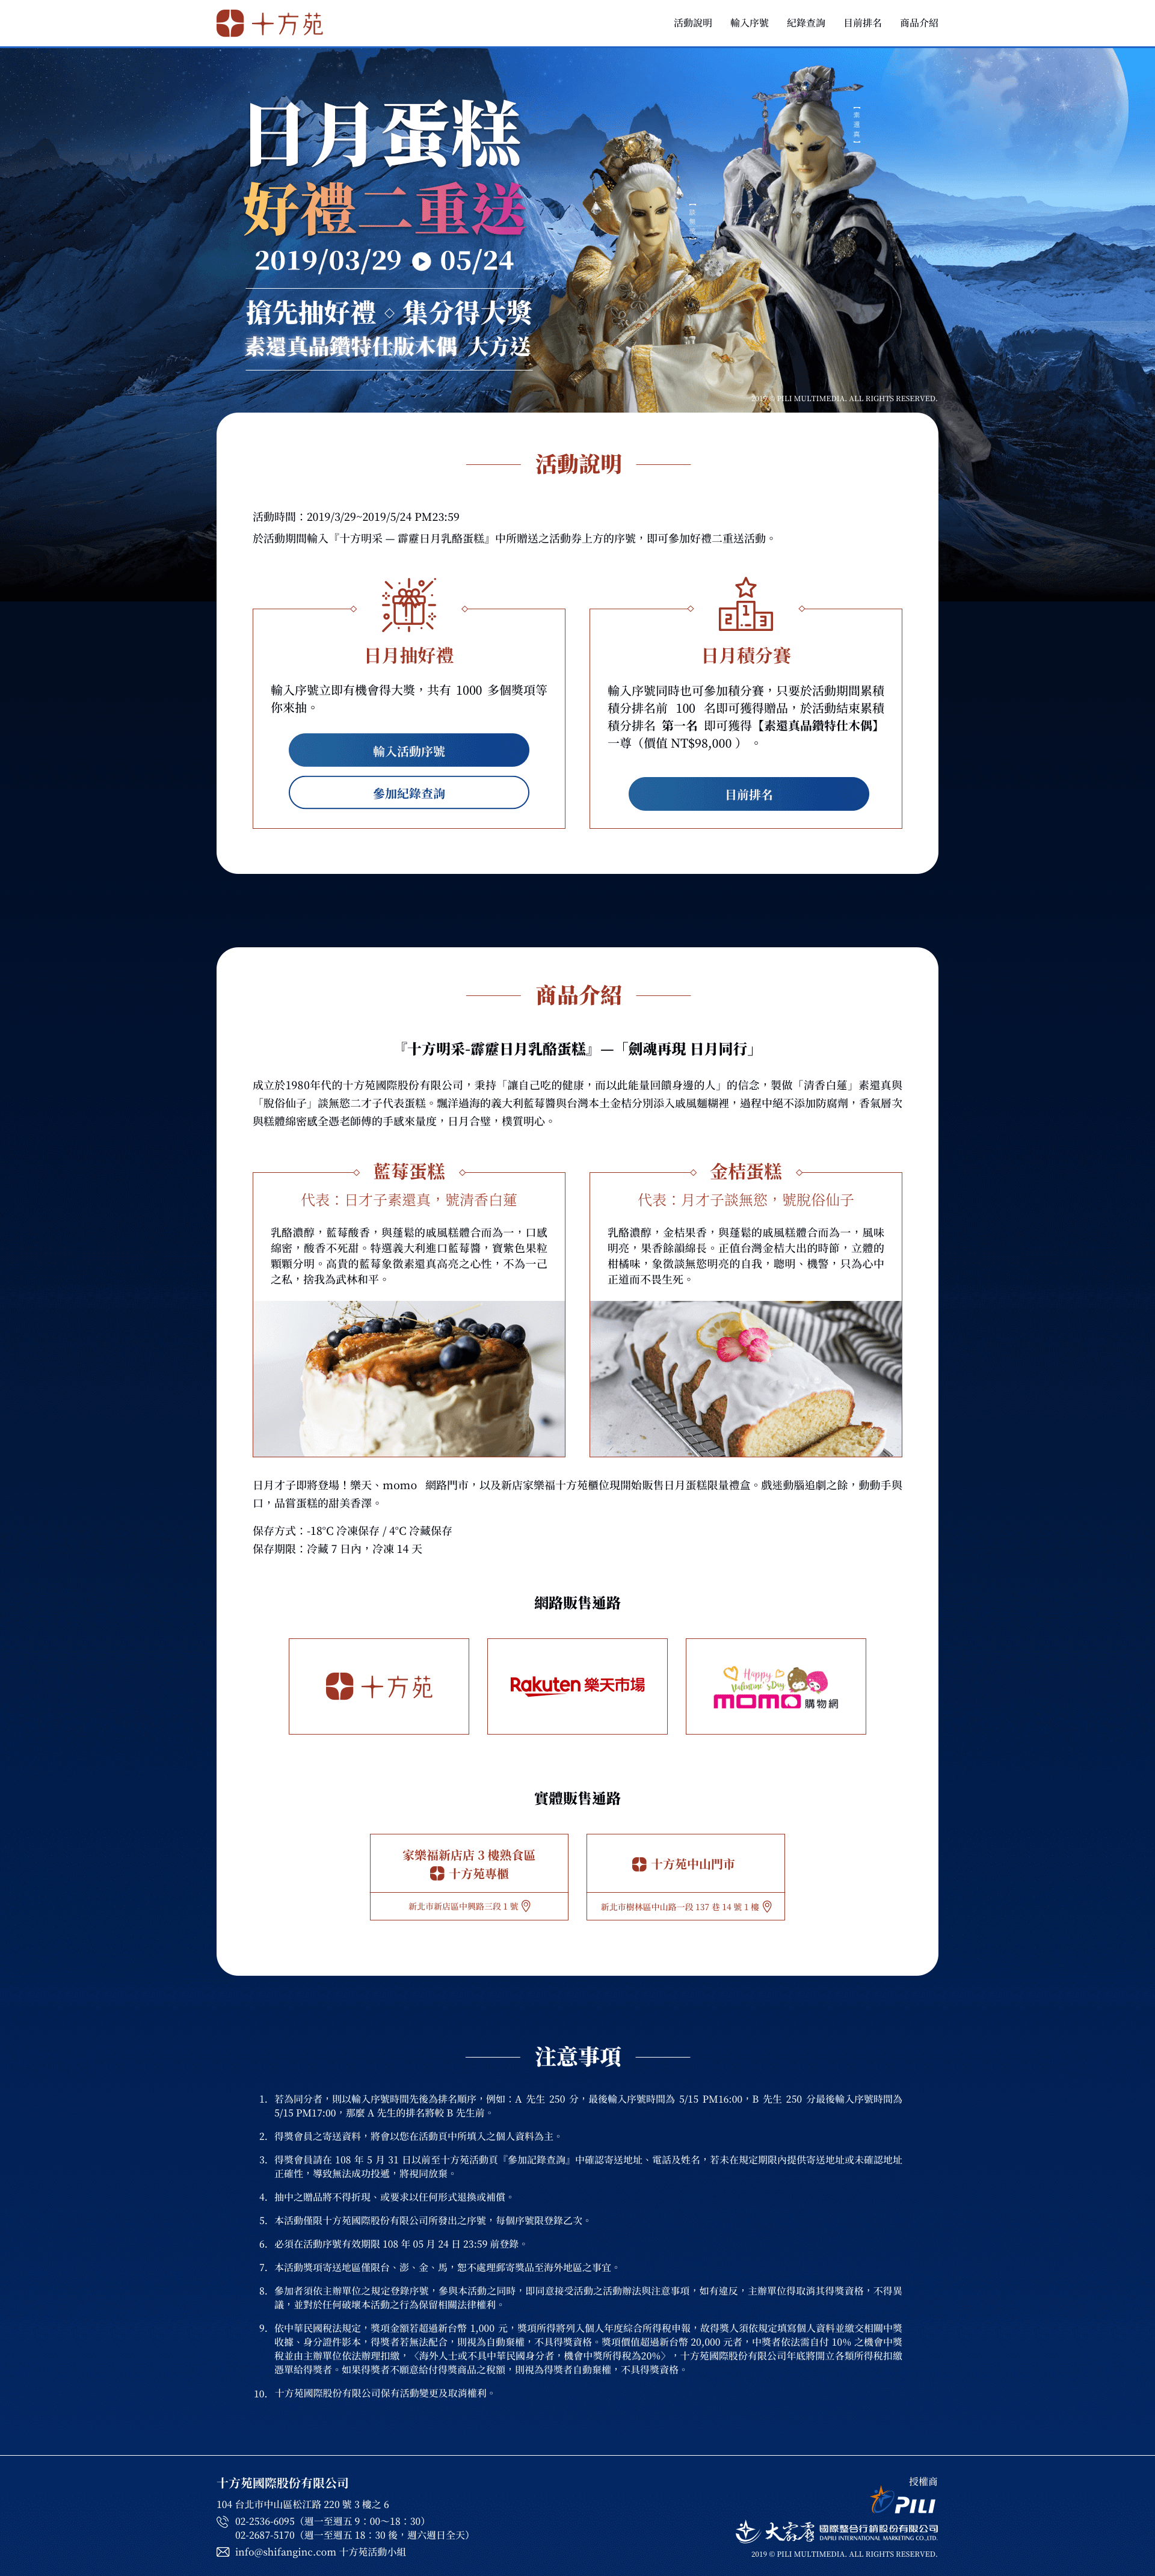 十方苑
活動說明 輸入序號 紀錄查詢 目前排名 商品介紹
日月蛋糕
好禮二重送
2019/03/29 05/24
搶先抽好禮 ◇ 集分得大獎
素還真晶鑽特仕版木偶 大方送
【素還真】
【談無慾】
2019 © PILI MULTIMEDIA. ALL RIGHTS RESERVED.
活動說明
活動時間：2019/3/29~2019/5/24 PM23:59
於活動期間輸入『十方明采 — 霹靂日月乳酪蛋糕』中所贈送之活動券上方的序號，即可參加好禮二重送活動。
日月抽好禮
輸入序號立即有機會得大獎，共有 1000 多個獎項等
你來抽。
輸入活動序號
參加紀錄查詢
1 2 3
日月積分賽
輸入序號同時也可參加積分賽，只要於活動期間累積
積分排名前 100 名即可獲得贈品，於活動結束累積
積分排名 第一名 即可獲得【素還真晶鑽特仕木偶】
一尊（價值 NT$98,000 ） 。
目前排名
商品介紹
『十方明采-霹靂日月乳酪蛋糕』—「劍魂再現 日月同行」
成立於1980年代的十方苑國際股份有限公司，秉持「讓自己吃的健康，而以此能量回饋身邊的人」的信念，製做「清香白蓮」素還真與
「脫俗仙子」談無慾二才子代表蛋糕。飄洋過海的義大利藍莓醬與台灣本土金桔分別添入戚風麵糊裡，過程中絕不添加防腐劑，香氣層次
與糕體綿密感全憑老師傅的手感來量度，日月合璧，樸質明心。
藍莓蛋糕
代表：日才子素還真，號清香白蓮
乳酪濃醇，藍莓酸香，與蓬鬆的戚風糕體合而為一，口感
綿密，酸香不死甜。特選義大利進口藍莓醬，寶紫色果粒
顆顆分明。高貴的藍莓象徵素還真高亮之心性，不為一己
之私，捨我為武林和平。
金桔蛋糕
代表：月才子談無慾，號脫俗仙子
乳酪濃醇，金桔果香，與蓬鬆的戚風糕體合而為一，風味
明亮，果香餘韻綿長。正值台灣金桔大出的時節，立體的
柑橘味，象徵談無慾明亮的自我，聰明、機警，只為心中
正道而不畏生死。
日月才子即將登場！樂天、momo 網路門市，以及新店家樂福十方苑櫃位現開始販售日月蛋糕限量禮盒。戲迷動腦追劇之餘，動動手與
口，品嘗蛋糕的甜美香澤。
保存方式：-18°C 冷凍保存 / 4°C 冷藏保存
保存期限：冷藏 7 日內，冷凍 14 天
網路販售通路
十方苑
Rakuten 樂天市場
Happy Valentine's Day
momo 購物網
實體販售通路
家樂福新店店 3 樓熟食區
十方苑專櫃
新北市新店區中興路三段 1 號
十方苑中山門市
新北市樹林區中山路一段 137 巷 14 號 1 樓
注意事項
1. 若為同分者，則以輸入序號時間先後為排名順序，例如：A 先生 250 分，最後輸入序號時間為 5/15 PM16:00，B 先生 250 分最後輸入序號時間為
5/15 PM17:00，那麼 A 先生的排名將較 B 先生前。
2. 得獎會員之寄送資料，將會以您在活動頁中所填入之個人資料為主。
3. 得獎會員請在 108 年 5 月 31 日以前至十方苑活動頁『參加記錄查詢』中確認寄送地址、電話及姓名，若未在規定期限內提供寄送地址或未確認地址
正確性，導致無法成功投遞，將視同放棄。
4. 抽中之贈品將不得折現、或要求以任何形式退換或補償。
5. 本活動僅限十方苑國際股份有限公司所發出之序號，每個序號限登錄乙次。
6. 必須在活動序號有效期限 108 年 05 月 24 日 23:59 前登錄。
7. 本活動獎項寄送地區僅限台、澎、金、馬，恕不處理郵寄獎品至海外地區之事宜。
8. 參加者須依主辦單位之規定登錄序號，參與本活動之同時，即同意接受活動之活動辦法與注意事項，如有違反，主辦單位得取消其得獎資格，不得異
議，並對於任何破壞本活動之行為保留相關法律權利。
9. 依中華民國稅法規定，獎項金額若超過新台幣 1,000 元，獎項所得將列入個人年度綜合所得稅申報，故得獎人須依規定填寫個人資料並繳交相關中獎
收據、身分證件影本，得獎者若無法配合，則視為自動棄權，不具得獎資格。獎項價值超過新台幣 20,000 元者，中獎者依法需自付 10% 之機會中獎
稅並由主辦單位依法辦理扣繳，〈海外人士或不具中華民國身分者，機會中獎所得稅為20%〉，十方苑國際股份有限公司年底將開立各類所得稅扣繳
憑單給得獎者。如果得獎者不願意給付得獎商品之稅額，則視為得獎者自動棄權，不具得獎資格。
10. 十方苑國際股份有限公司保有活動變更及取消權利。
十方苑國際股份有限公司
104 台北市中山區松江路 220 號 3 樓之 6
02-2536-6095（週一至週五 9：00～18：30）
02-2687-5170（週一至週五 18：30 後，週六週日全天）
info@shifanginc.com 十方苑活動小組
授權商
PILI
大霹靂 國際整合行銷股份有限公司
DAPILI INTERNATIONAL MARKETING CO.,LTD.
2019 © PILI MULTIMEDIA. ALL RIGHTS RESERVED.